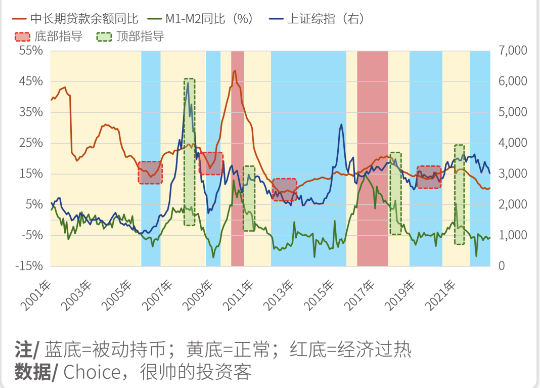 中长期贷款余额同比 M1-M2同比（%） 上证综指（右）
底部指导 顶部指导
55% 7,000
45% 6,000
35% 5,000
25% 4,000
15% 3,000
5% 2,000
-5% 1,000
-15% 0
2001年 2003年 2005年 2007年 2009年 2011年 2013年 2015年 2017年 2019年 2021年
注/ 蓝底=被动持币；黄底=正常；红底=经济过热
数据/ Choice，很帅的投资客